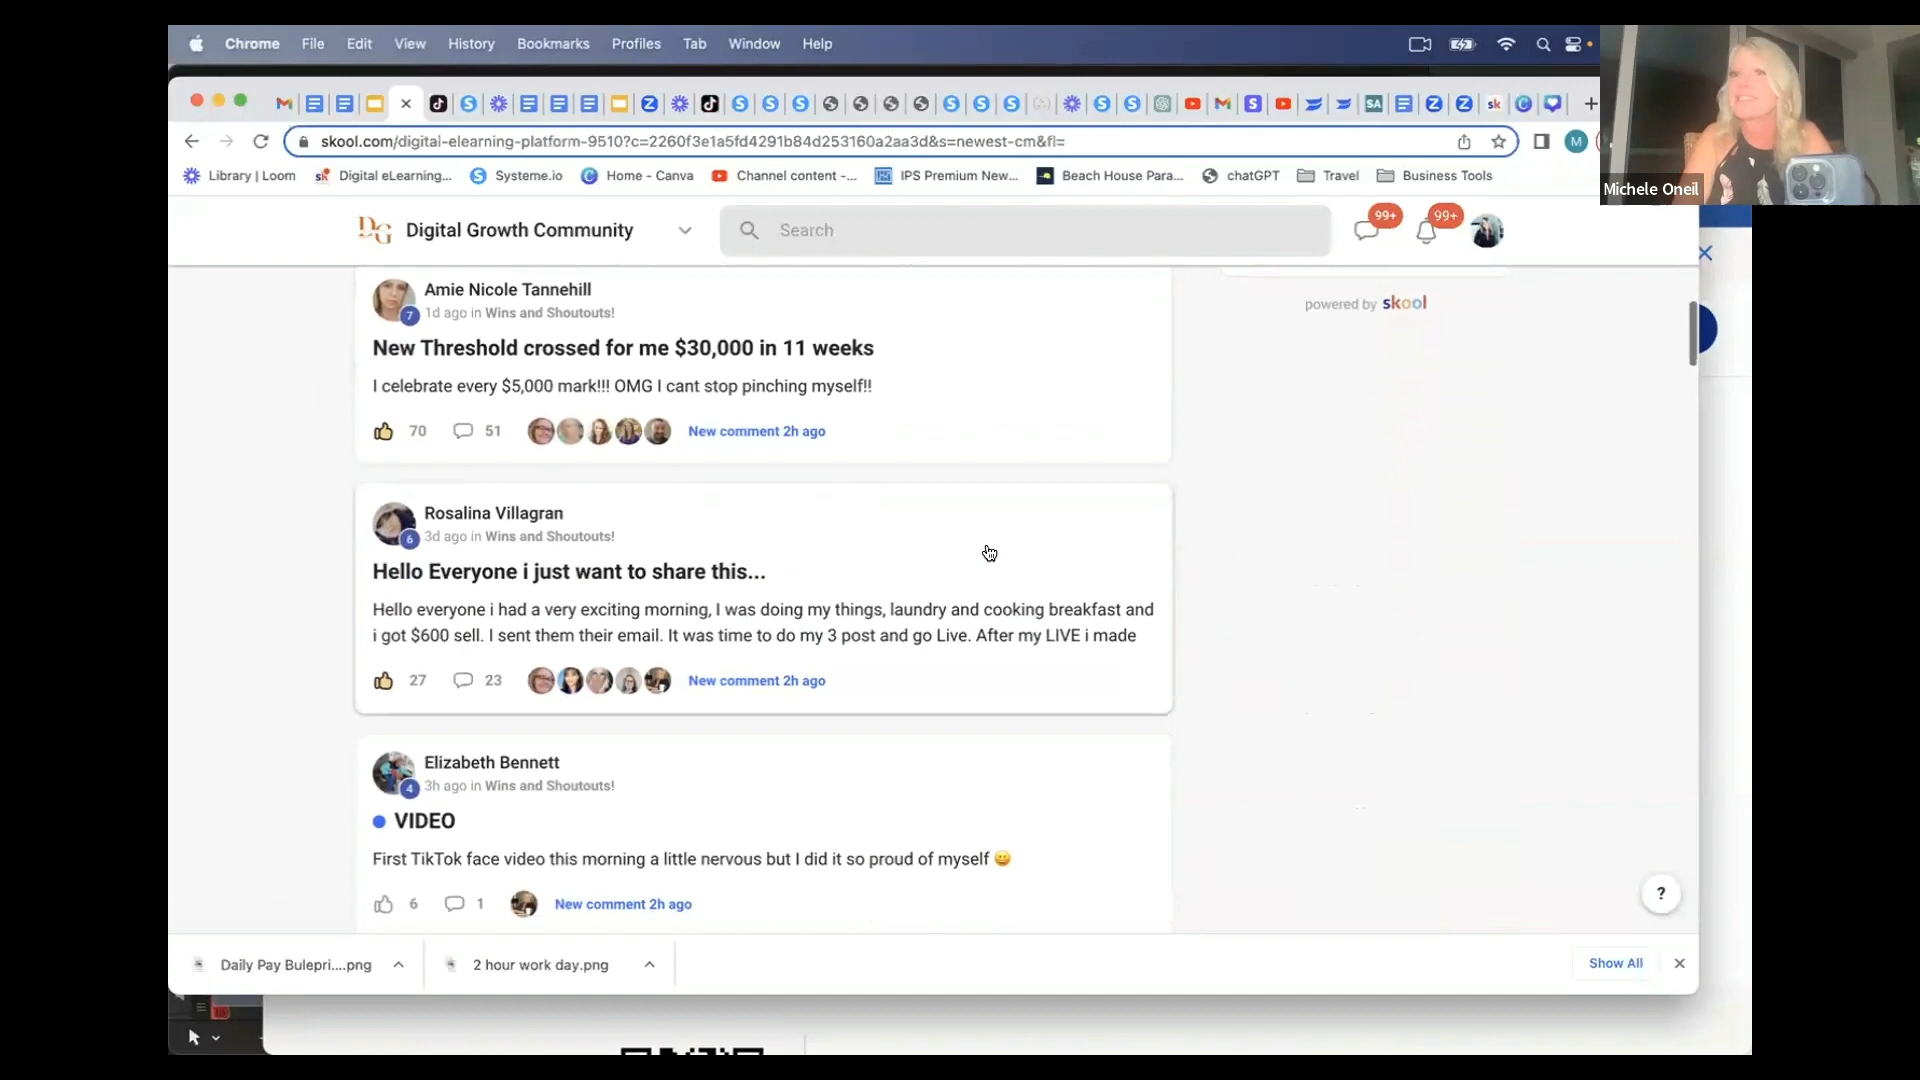 Chrome File Edit View History Bookmarks Profiles Tab Window Help
skool.com/digital-elearning-platform-9510?c=2260f3e1a5fd4291b84d253160a2aa3d&s=newest-cm&fl=
M
Library | Loom Digital eLearning... Systeme.io Home - Canva Channel content -... IPS Premium New... Beach House Para... chatGPT Travel Business Tools
Michele Oneil
DG Digital Growth Community Search 99+ 99+
powered by skool
Amie Nicole Tannehill
7 1d ago in Wins and Shoutouts!
New Threshold crossed for me $30,000 in 11 weeks
I celebrate every $5,000 mark!!! OMG I cant stop pinching myself!!
70 51 New comment 2h ago
Rosalina Villagran
6 3d ago in Wins and Shoutouts!
Hello Everyone i just want to share this...
Hello everyone i had a very exciting morning, I was doing my things, laundry and cooking breakfast and
i got $600 sell. I sent them their email. It was time to do my 3 post and go Live. After my LIVE i made
27 23 New comment 2h ago
Elizabeth Bennett
4 3h ago in Wins and Shoutouts!
VIDEO
First TikTok face video this morning a little nervous but I did it so proud of myself 😀
6 1 New comment 2h ago
?
Daily Pay Bulepri....png 2 hour work day.png Show All